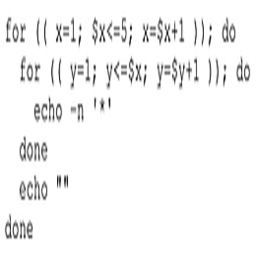 for (( x=1; $x<=5; x=$x+1 )); do
  for (( y=1; y<=$x; y=$y+1 )); do
    echo -n '*'
  done
  echo ""
done